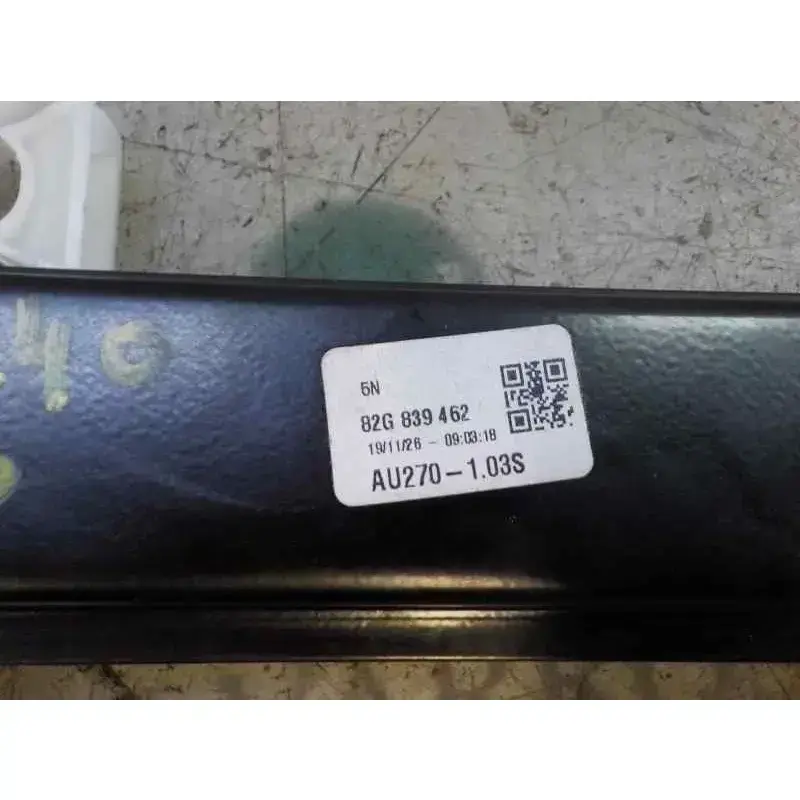 5N
82G 839 462
19/11/26 - 09:03:18
AU270-1.03S